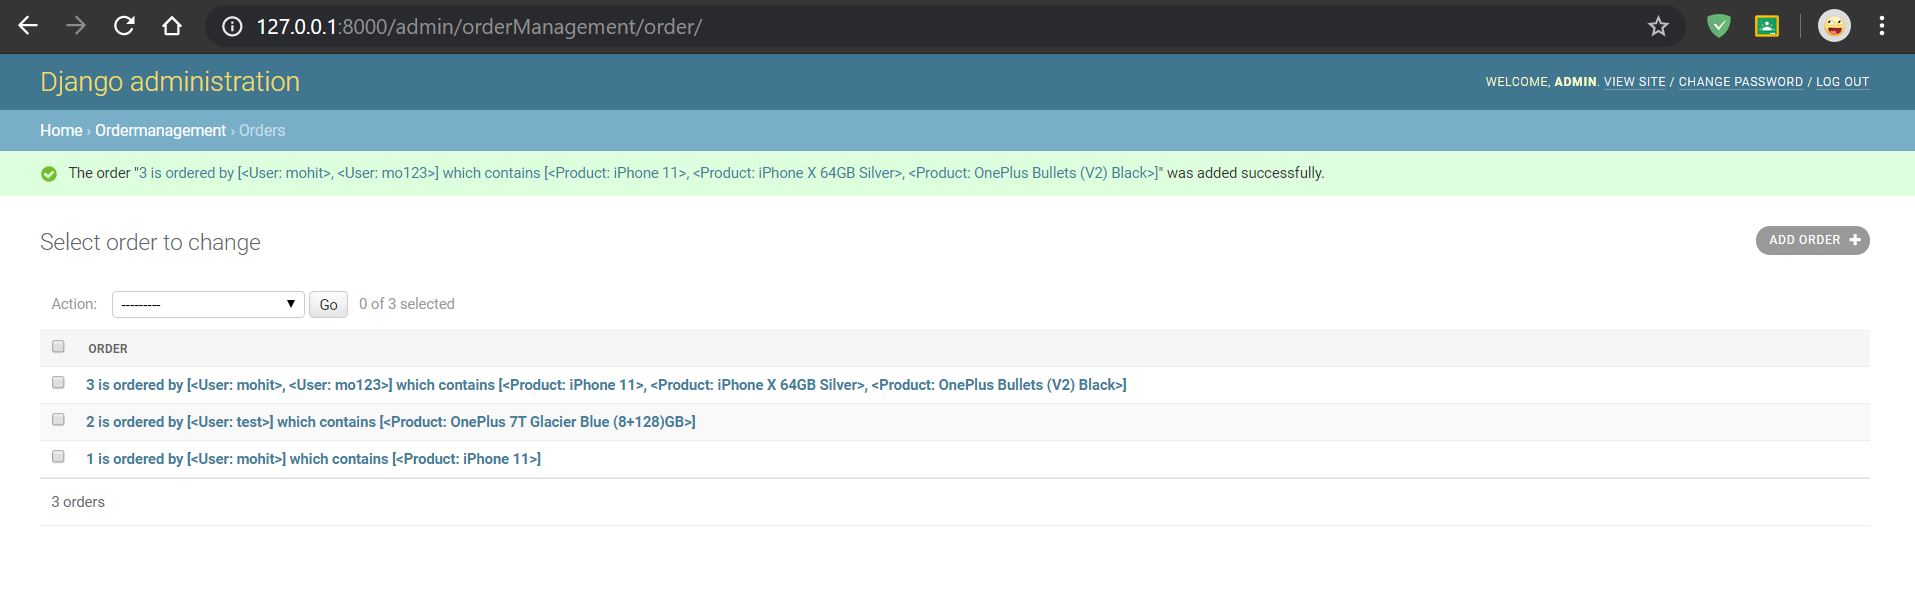 127.0.0.1:8000/admin/orderManagement/order/
Django administration
WELCOME, ADMIN. VIEW SITE / CHANGE PASSWORD / LOG OUT
Home › Ordermanagement › Orders
The order "3 is ordered by [<User: mohit>, <User: mo123>] which contains [<Product: iPhone 11>, <Product: iPhone X 64GB Silver>, <Product: OnePlus Bullets (V2) Black>]" was added successfully.
Select order to change
ADD ORDER +
Action: --------- Go 0 of 3 selected
ORDER
3 is ordered by [<User: mohit>, <User: mo123>] which contains [<Product: iPhone 11>, <Product: iPhone X 64GB Silver>, <Product: OnePlus Bullets (V2) Black>]
2 is ordered by [<User: test>] which contains [<Product: OnePlus 7T Glacier Blue (8+128)GB>]
1 is ordered by [<User: mohit>] which contains [<Product: iPhone 11>]
3 orders